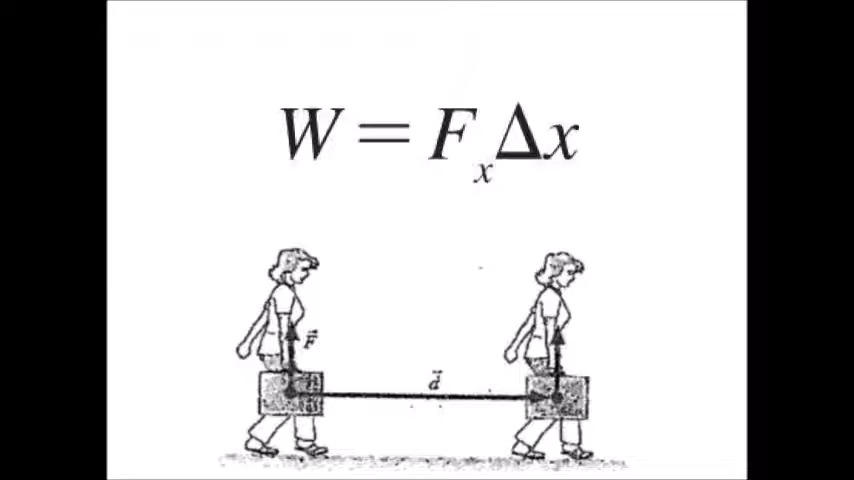 W = FₓΔx
F⃗
d⃗